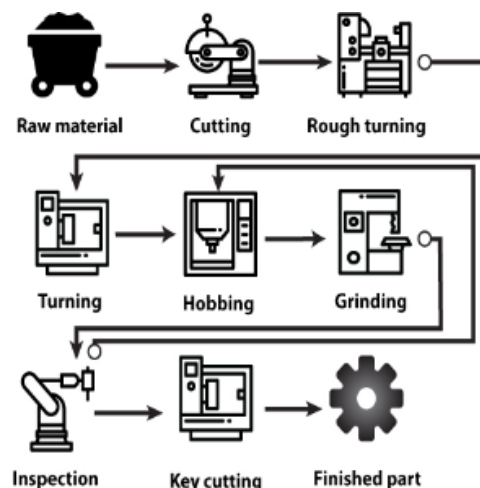 Raw material
Cutting
Rough turning
Turning
Hobbing
Grinding
Inspection
Key cutting
Finished part